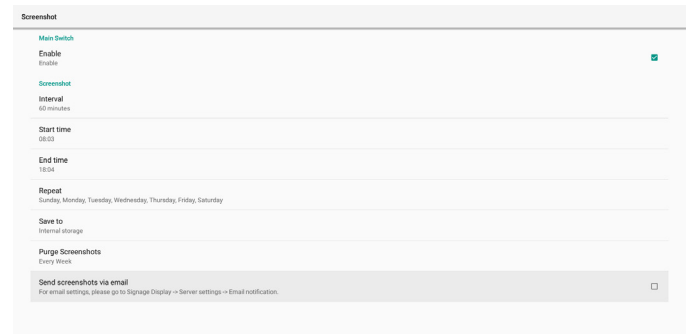 Screenshot
Main Switch
Enable
Enable
Screenshot
Interval
60 minutes
Start time
08:03
End time
18:04
Repeat
Sunday, Monday, Tuesday, Wednesday, Thursday, Friday, Saturday
Save to
Internal storage
Purge Screenshots
Every Week
Send screenshots via email
For email settings, please go to Signage Display -> Server settings -> Email notification.